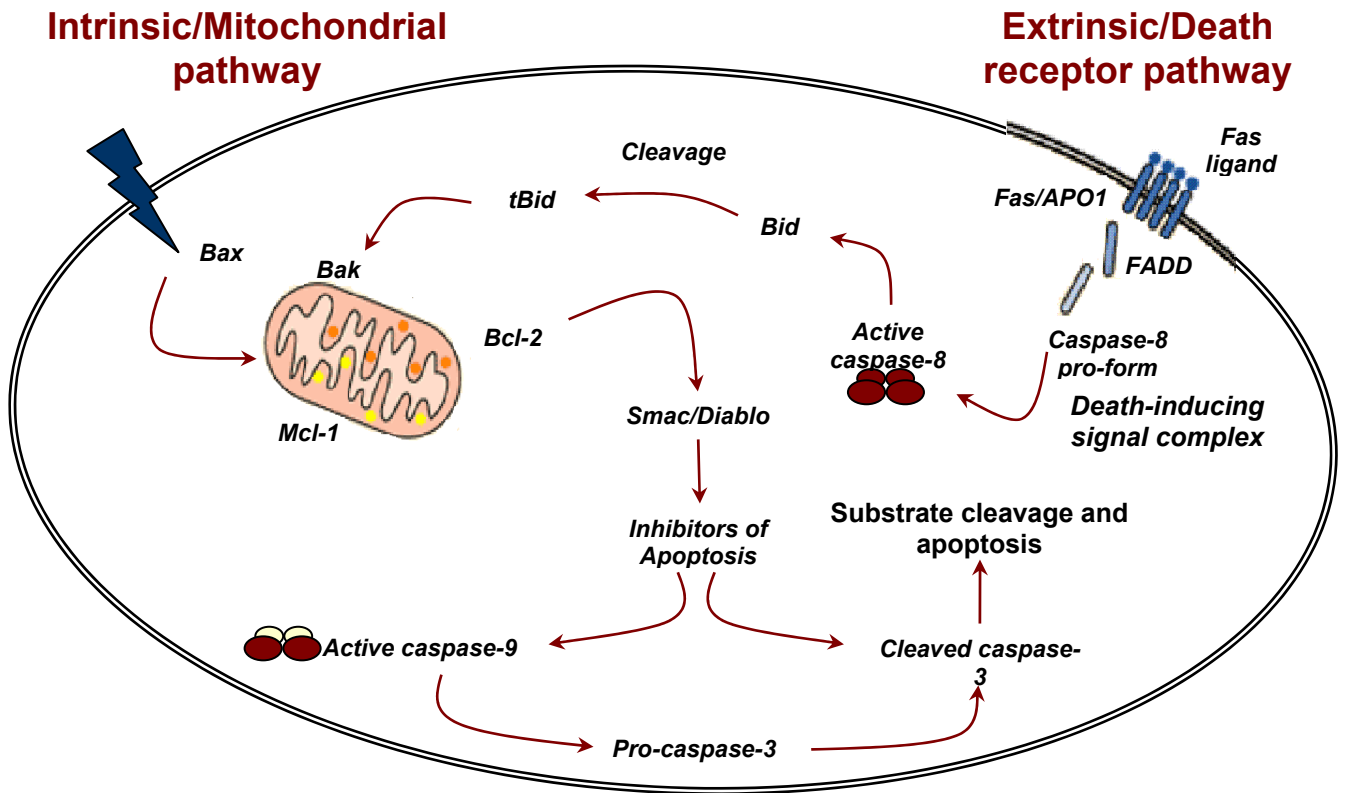 Intrinsic/Mitochondrial
pathway
Extrinsic/Death
receptor pathway
Fas
ligand
Cleavage
Fas/APO1
tBid
Bid
Bax
Bak
FADD
Bcl-2
Active
caspase-8
Caspase-8
pro-form
Mcl-1
Smac/Diablo
Death-inducing
signal complex
Inhibitors of
Apoptosis
Substrate cleavage and
apoptosis
Active caspase-9
Cleaved caspase-
3
Pro-caspase-3